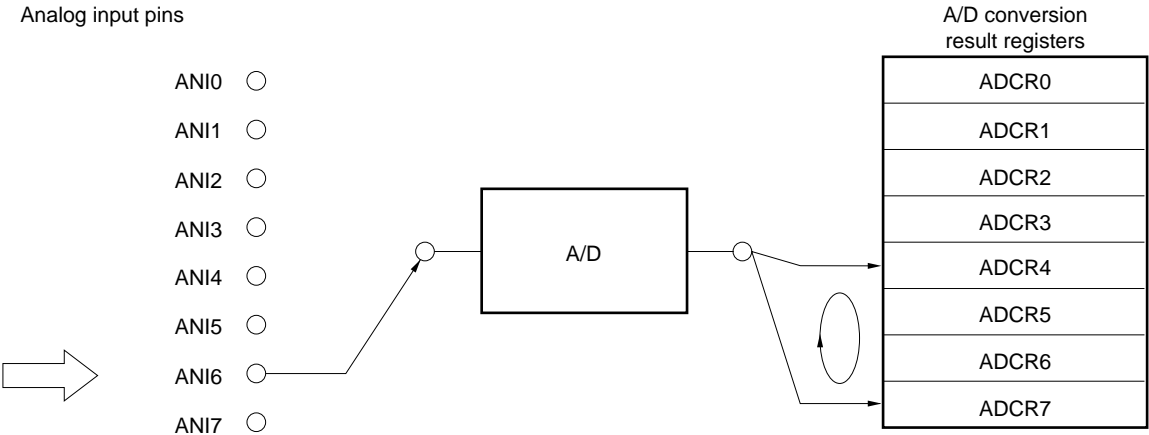 Analog input pins
A/D conversion
result registers
ANI0
ANI1
ANI2
ANI3
ANI4
ANI5
ANI6
ANI7
A/D
ADCR0
ADCR1
ADCR2
ADCR3
ADCR4
ADCR5
ADCR6
ADCR7